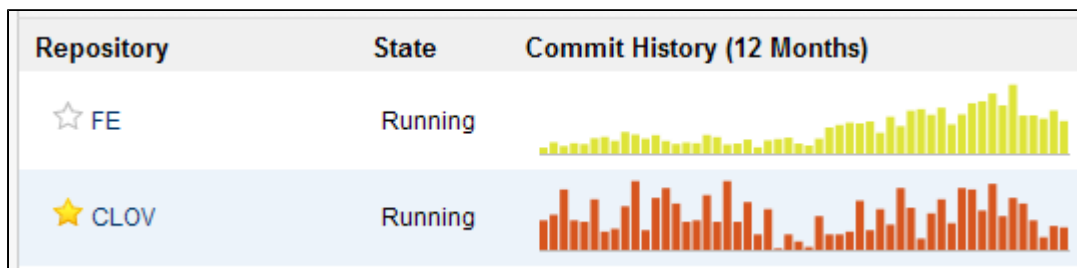 Repository State Commit History (12 Months)
FE Running
CLOV Running